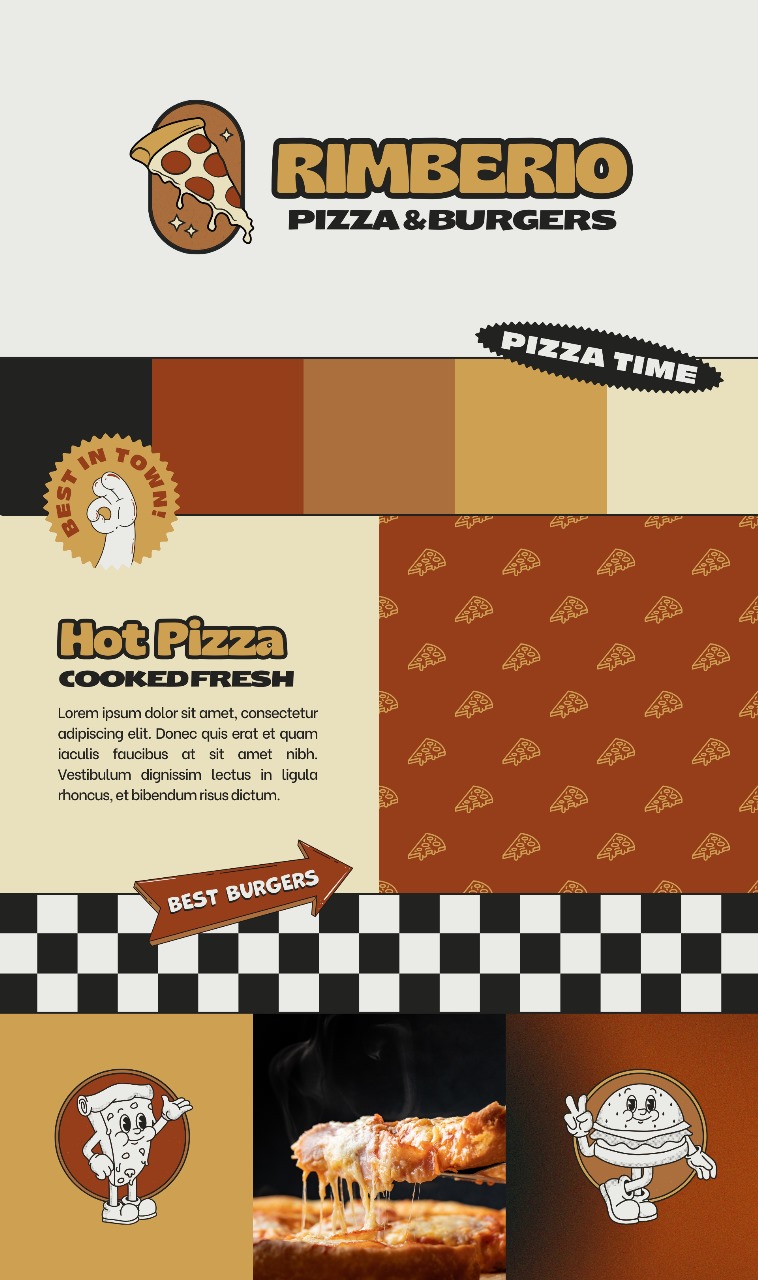 RIMBERIO
PIZZA & BURGERS
PIZZA TIME
BEST IN TOWN!
Hot Pizza
COOKED FRESH
Lorem ipsum dolor sit amet, consectetur
adipiscing elit. Donec quis erat et quam
iaculis faucibus at sit amet nibh.
Vestibulum dignissim lectus in ligula
rhoncus, et bibendum risus dictum.
BEST BURGERS